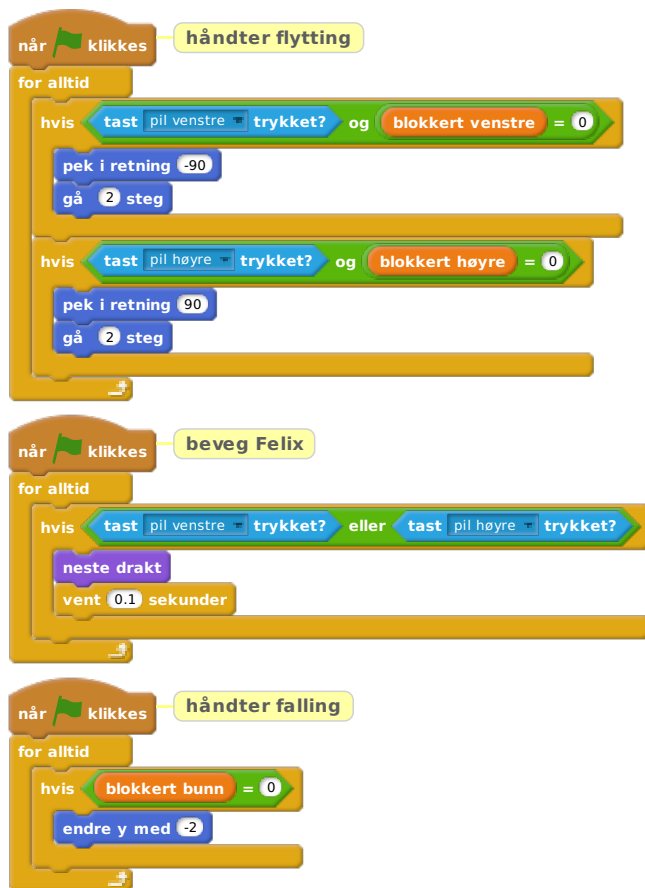 når klikkes håndter flytting
for alltid
hvis tast pil venstre trykket? og blokkert venstre = 0
pek i retning -90
gå 2 steg
hvis tast pil høyre trykket? og blokkert høyre = 0
pek i retning 90
gå 2 steg
når klikkes beveg Felix
for alltid
hvis tast pil venstre trykket? eller tast pil høyre trykket?
neste drakt
vent 0.1 sekunder
når klikkes håndter falling
for alltid
hvis blokkert bunn = 0
endre y med -2